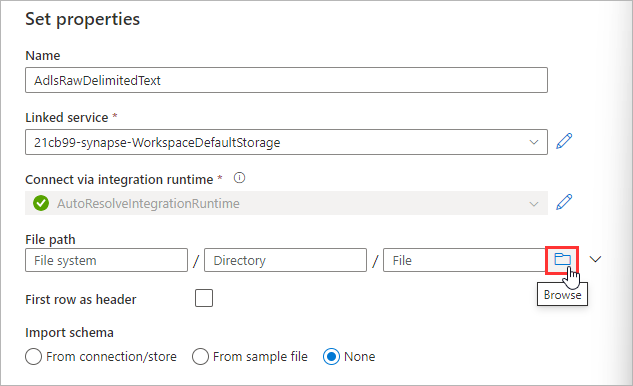 Set properties
Name
AdlsRawDelimitedText
Linked service *
21cb99-synapse-WorkspaceDefaultStorage
Connect via integration runtime *
AutoResolveIntegrationRuntime
File path
File system / Directory / File
Browse
First row as header
Import schema
From connection/store From sample file None